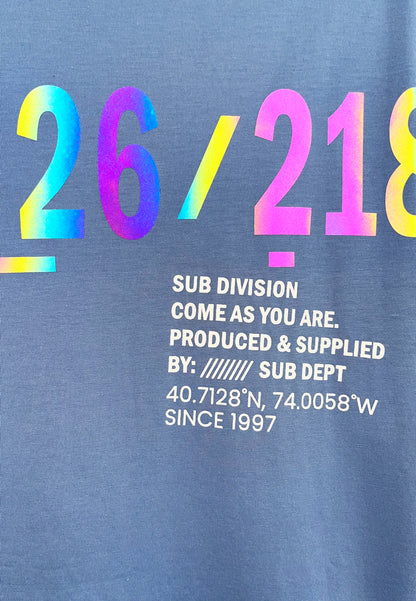 26/218
SUB DIVISION
COME AS YOU ARE.
PRODUCED & SUPPLIED
BY: //////// SUB DEPT
40.7128°N, 74.0058°W
SINCE 1997